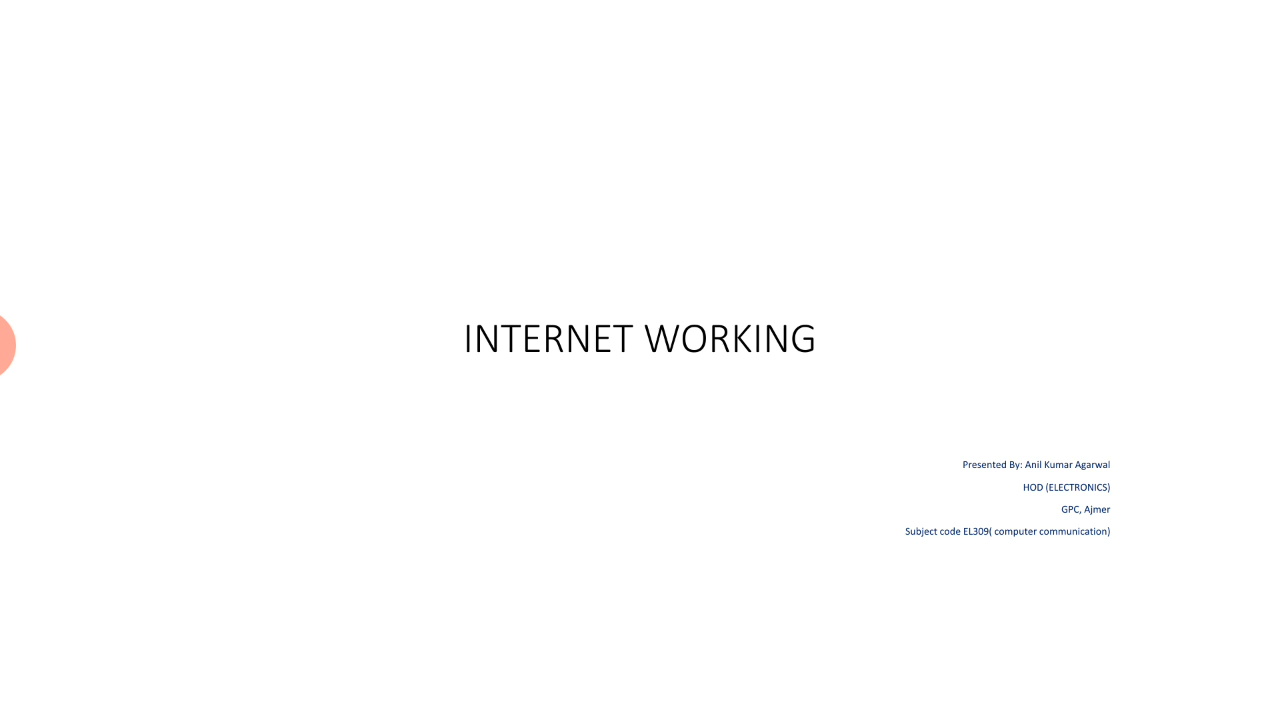 INTERNET WORKING
Presented By: Anil Kumar Agarwal
HOD (ELECTRONICS)
GPC, Ajmer
Subject code EL309( computer communication)